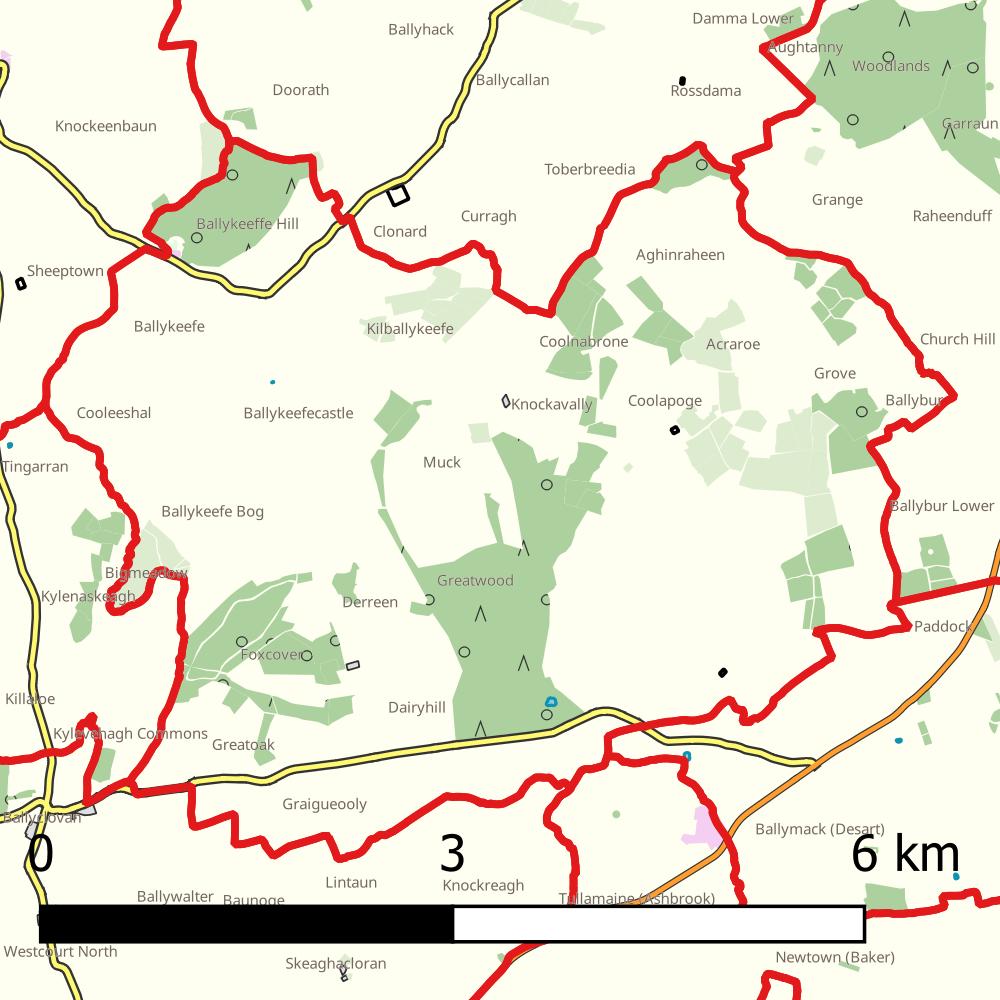 Damma Lower
Ballyhack
Aughtanny
Woodlands
Ballycallan
Doorath
Rossdama
Knockeenbaun
Garraun
Toberbreedia
Grange
Curragh
Raheenduff
Ballykeeffe Hill
Clonard
Aghinraheen
Sheeptown
Ballykeefe
Kilballykeefe
Coolnabrone
Acraroe
Church Hill
Grove
Cooleeshal
Ballykeefecastle
Knockavally
Coolapoge
Ballybur
Tingarran
Muck
Ballykeefe Bog
Ballybur Lower
Bigmeadow
Greatwood
Kylenaskeagh
Derreen
Paddock
Foxcover
Killaloe
Dairyhill
Kylevehagh Commons
Greatoak
Graigueooly
Ballyclovan
Ballymack (Desart)
0 3 6 km
Lintaun
Knockreagh
Ballywalter
Baunoge
Tullamaine (Ashbrook)
Westcourt North
Skeaghacloran
Newtown (Baker)